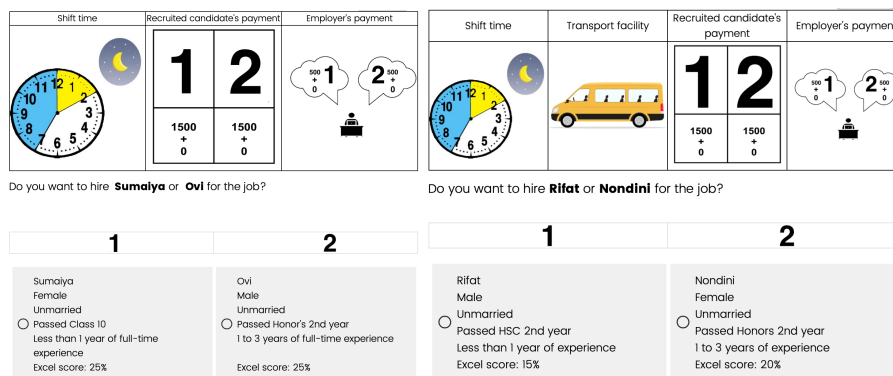 Shift time
Recruited candidate's payment
Employer's payment
11 12 1
10 2
9 3
8 4
7 6 5
1 2
1500
+
0
1500
+
0
500
+
0
1
2
500
+
0
Do you want to hire Sumaiya or Ovi for the job?
1 2
Sumaiya
Female
Unmarried
Passed Class 10
Less than 1 year of full-time
experience
Excel score: 25%
Ovi
Male
Unmarried
Passed Honor's 2nd year
1 to 3 years of full-time experience
Excel score: 25%
Shift time
Transport facility
Recruited candidate's
payment
Employer's paymen
11 12 1
10 2
9 3
8 4
7 6 5
1 2
1500
+
0
1500
+
0
500
+
0
1
2
500
+
0
Do you want to hire Rifat or Nondini for the job?
1 2
Rifat
Male
Unmarried
Passed HSC 2nd year
Less than 1 year of experience
Excel score: 15%
Nondini
Female
Unmarried
Passed Honors 2nd year
1 to 3 years of experience
Excel score: 20%